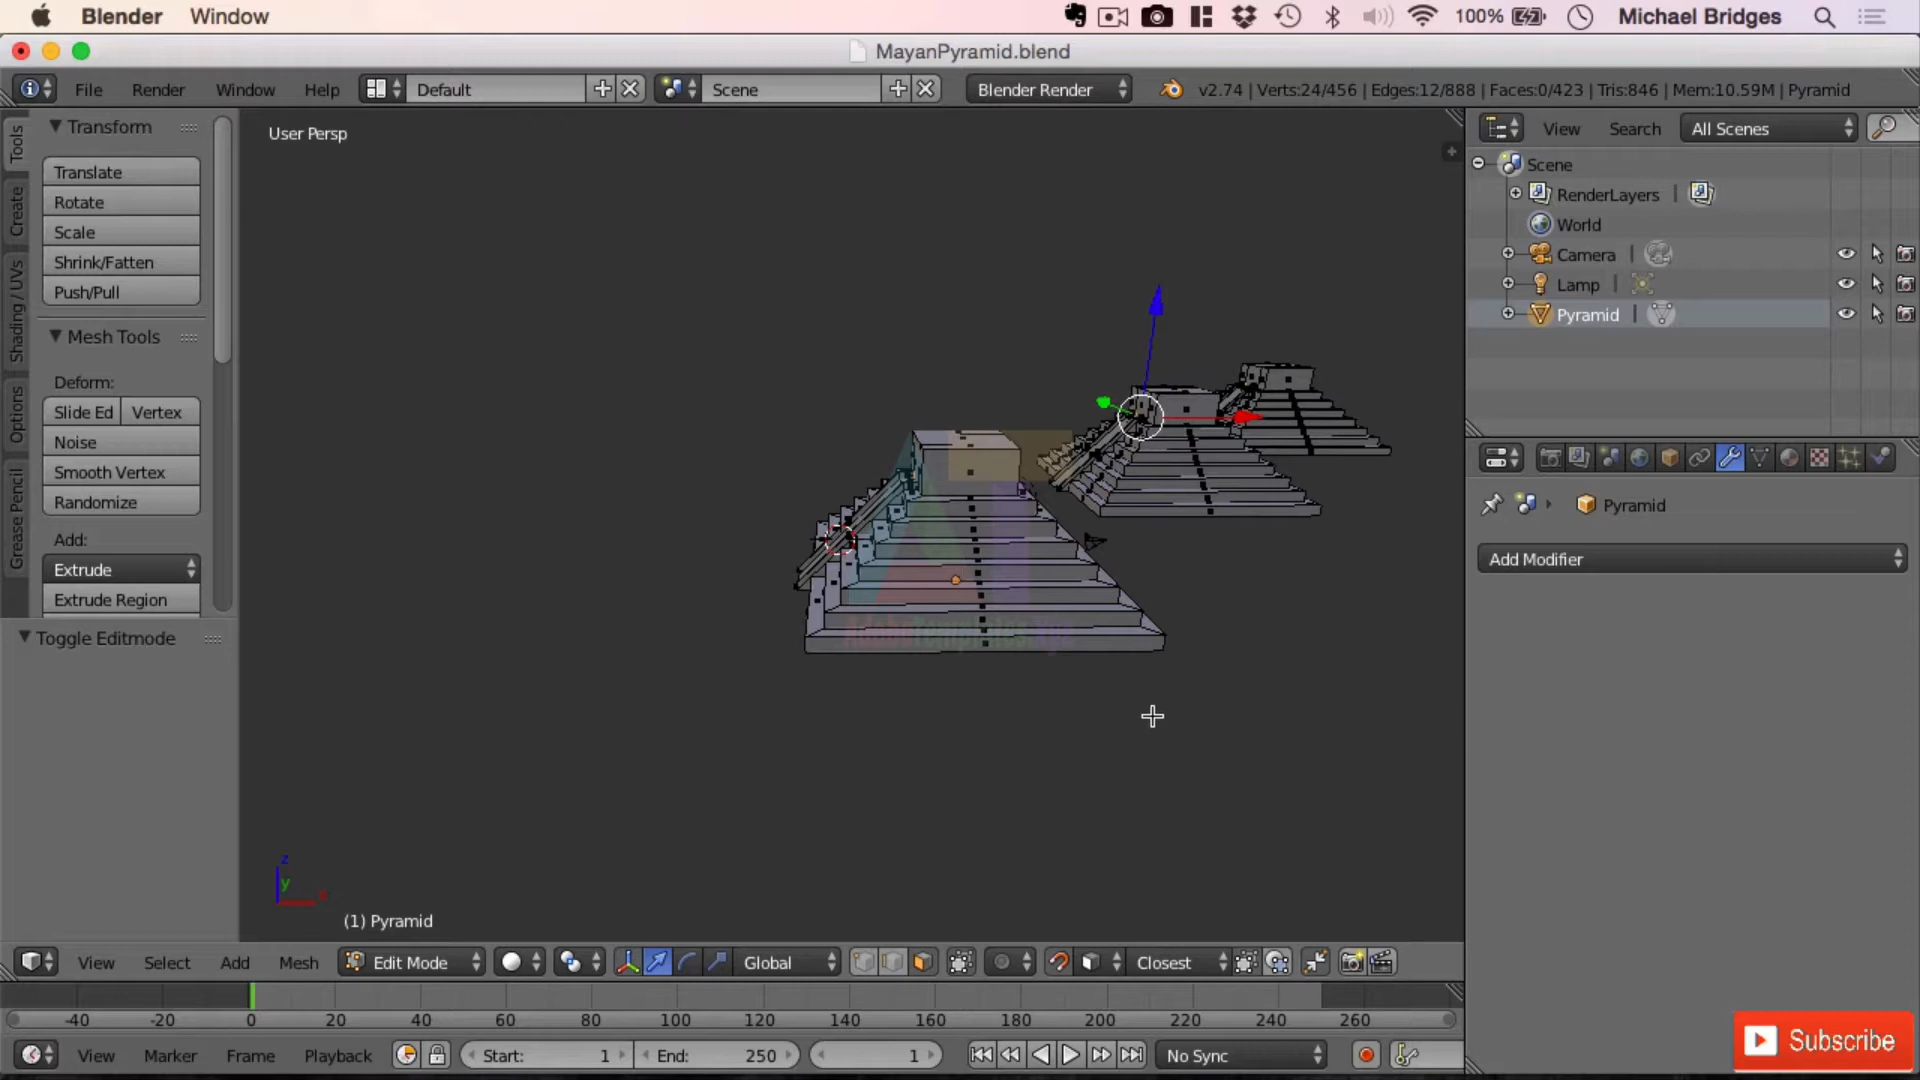 Blender Window
100% Michael Bridges
MayanPyramid.blend
File Render Window Help Default Scene Blender Render v2.74 | Verts:24/456 | Edges:12/888 | Faces:0/423 | Tris:846 | Mem:10.59M | Pyramid
Tools
Create
Shading / UVs
Options
Grease Pencil
Transform
Translate
Rotate
Scale
Shrink/Fatten
Push/Pull
Mesh Tools
Deform:
Slide Ed Vertex
Noise
Smooth Vertex
Randomize
Add:
Extrude
Extrude Region
Toggle Editmode
User Persp
z
y
x
(1) Pyramid
View Search All Scenes
Scene
RenderLayers |
World
Camera |
Lamp |
Pyramid |
Pyramid
Add Modifier
View Select Add Mesh Edit Mode Global Closest
-40 -20 0 20 40 60 80 100 120 140 160 180 200 220 240 260
View Marker Frame Playback Start: 1 End: 250 1 No Sync
Subscribe